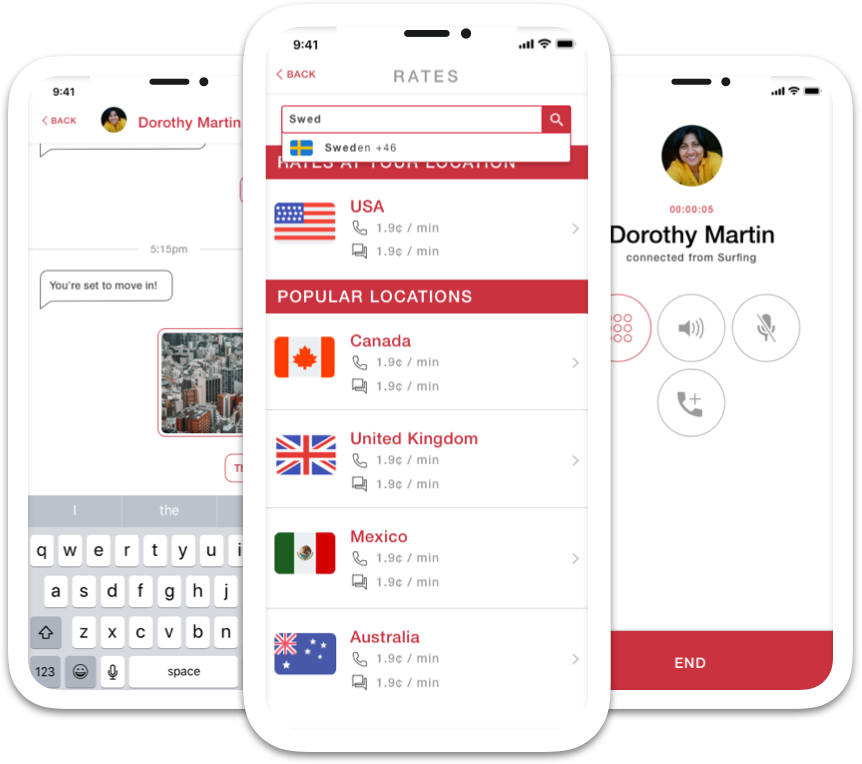 9:41
BACK
Dorothy Martin
5:15pm
You're set to move in!
I the
q w e r t y u i
a s d f g h j
z x c v b n
123 space
9:41
BACK
RATES
Swed
Sweden +46
RATES AT YOUR LOCATION
USA
1.9¢ / min
1.9¢ / min
POPULAR LOCATIONS
Canada
1.9¢ / min
1.9¢ / min
United Kingdom
1.9¢ / min
1.9¢ / min
Mexico
1.9¢ / min
1.9¢ / min
Australia
1.9¢ / min
1.9¢ / min
00:00:05
Dorothy Martin
connected from Surfing
END